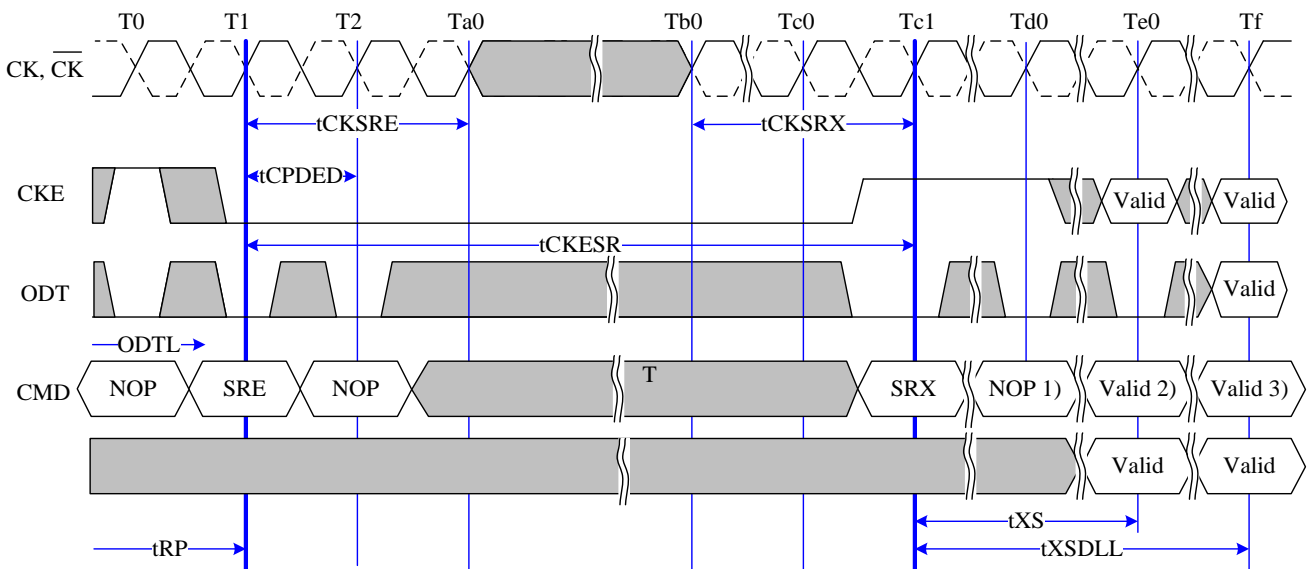 T0 T1 T2 Ta0 Tb0 Tc0 Tc1 Td0 Te0 Tf
CK, CK
tCKSRE tCKSRX
tCPDED
CKE Valid Valid
tCKESR
ODT Valid
ODTL
T
CMD NOP SRE NOP SRX NOP 1) Valid 2) Valid 3)
Valid Valid
tXS
tRP tXSDLL